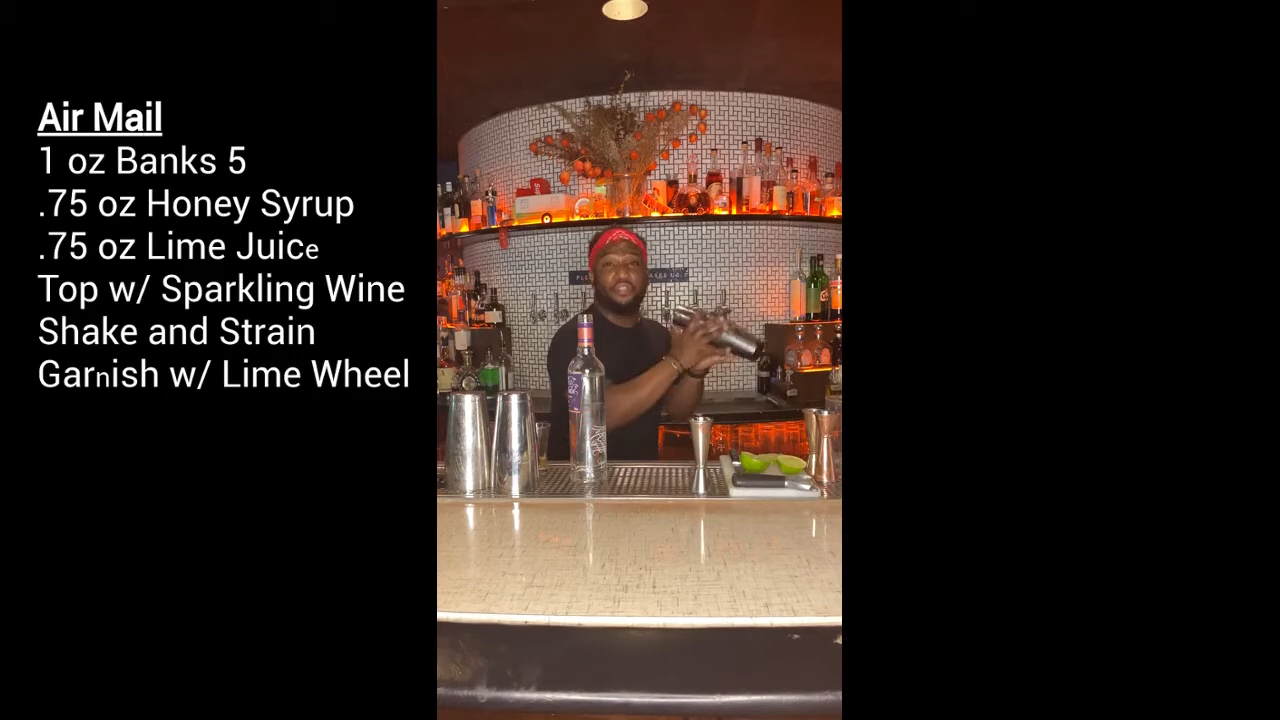 Air Mail
1 oz Banks 5
.75 oz Honey Syrup
.75 oz Lime Juice
Top w/ Sparkling Wine
Shake and Strain
Garnish w/ Lime Wheel